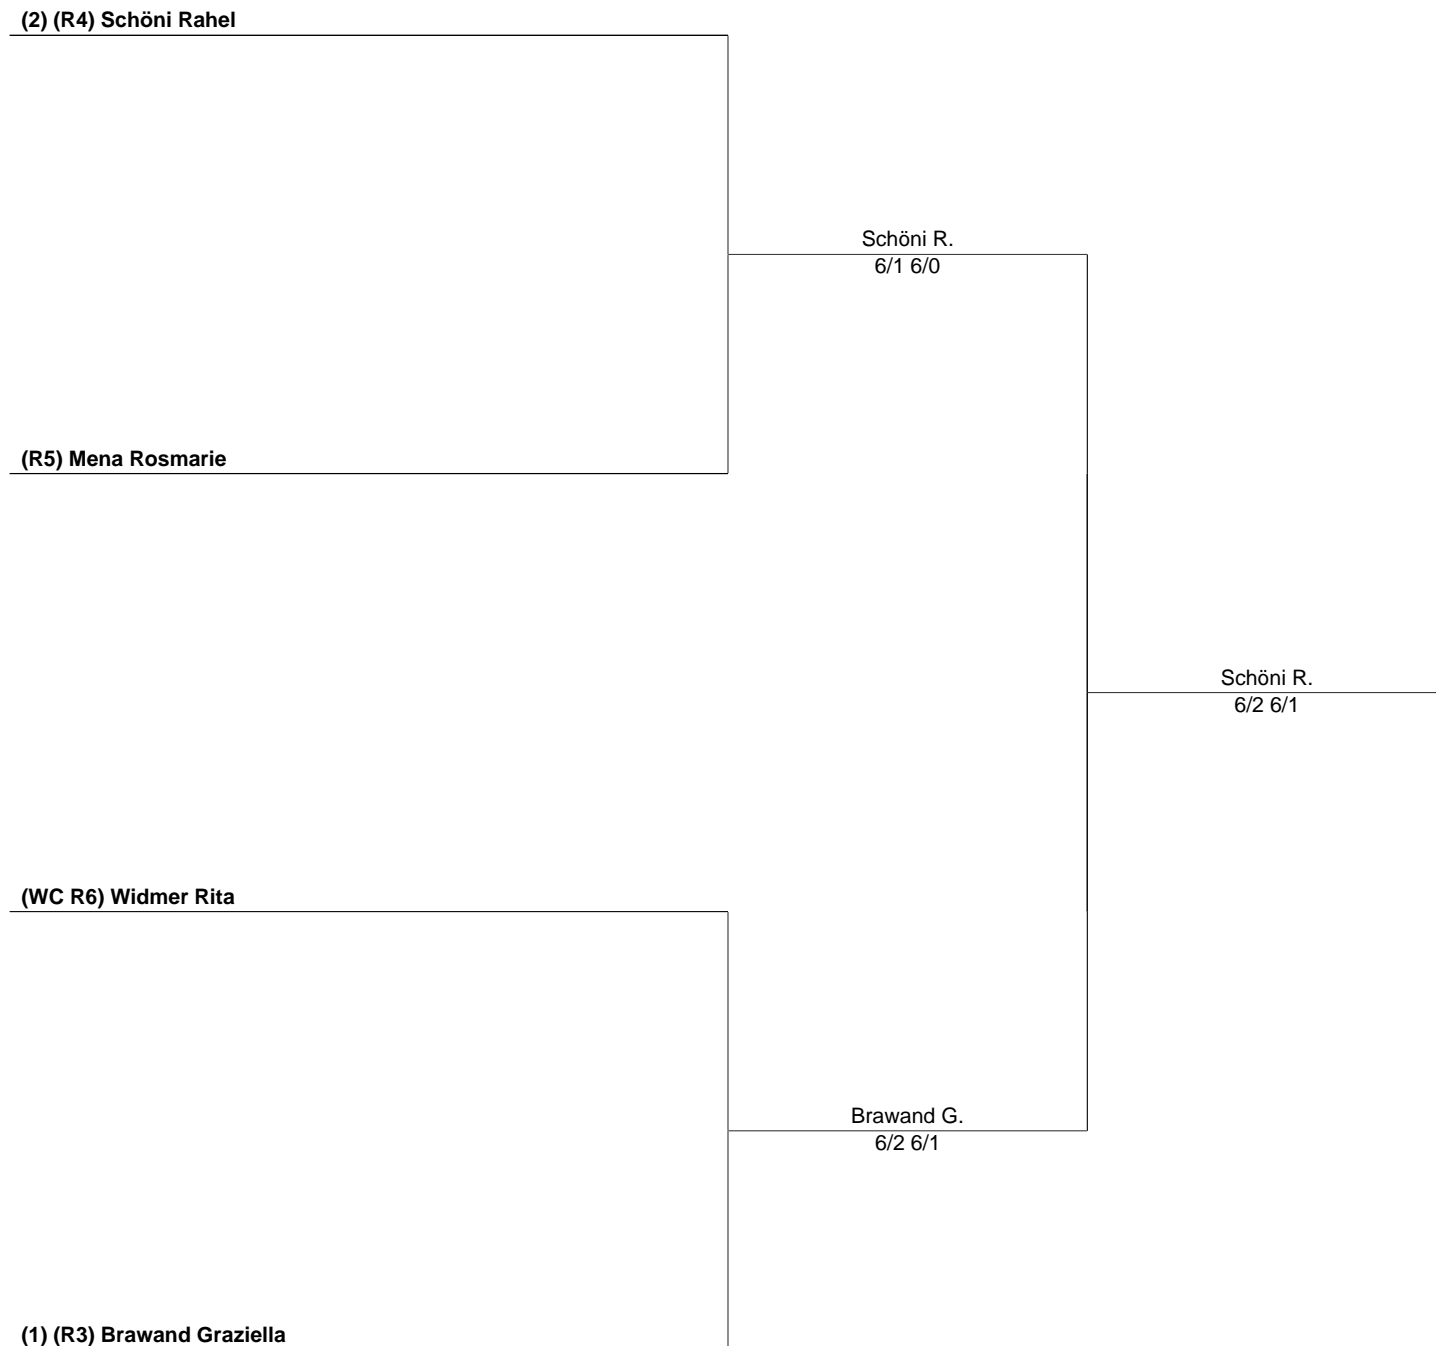 (2) (R4) Schöni Rahel
Schöni R.
6/1 6/0
(R5) Mena Rosmarie
Schöni R.
6/2 6/1
(WC R6) Widmer Rita
Brawand G.
6/2 6/1
(1) (R3) Brawand Graziella